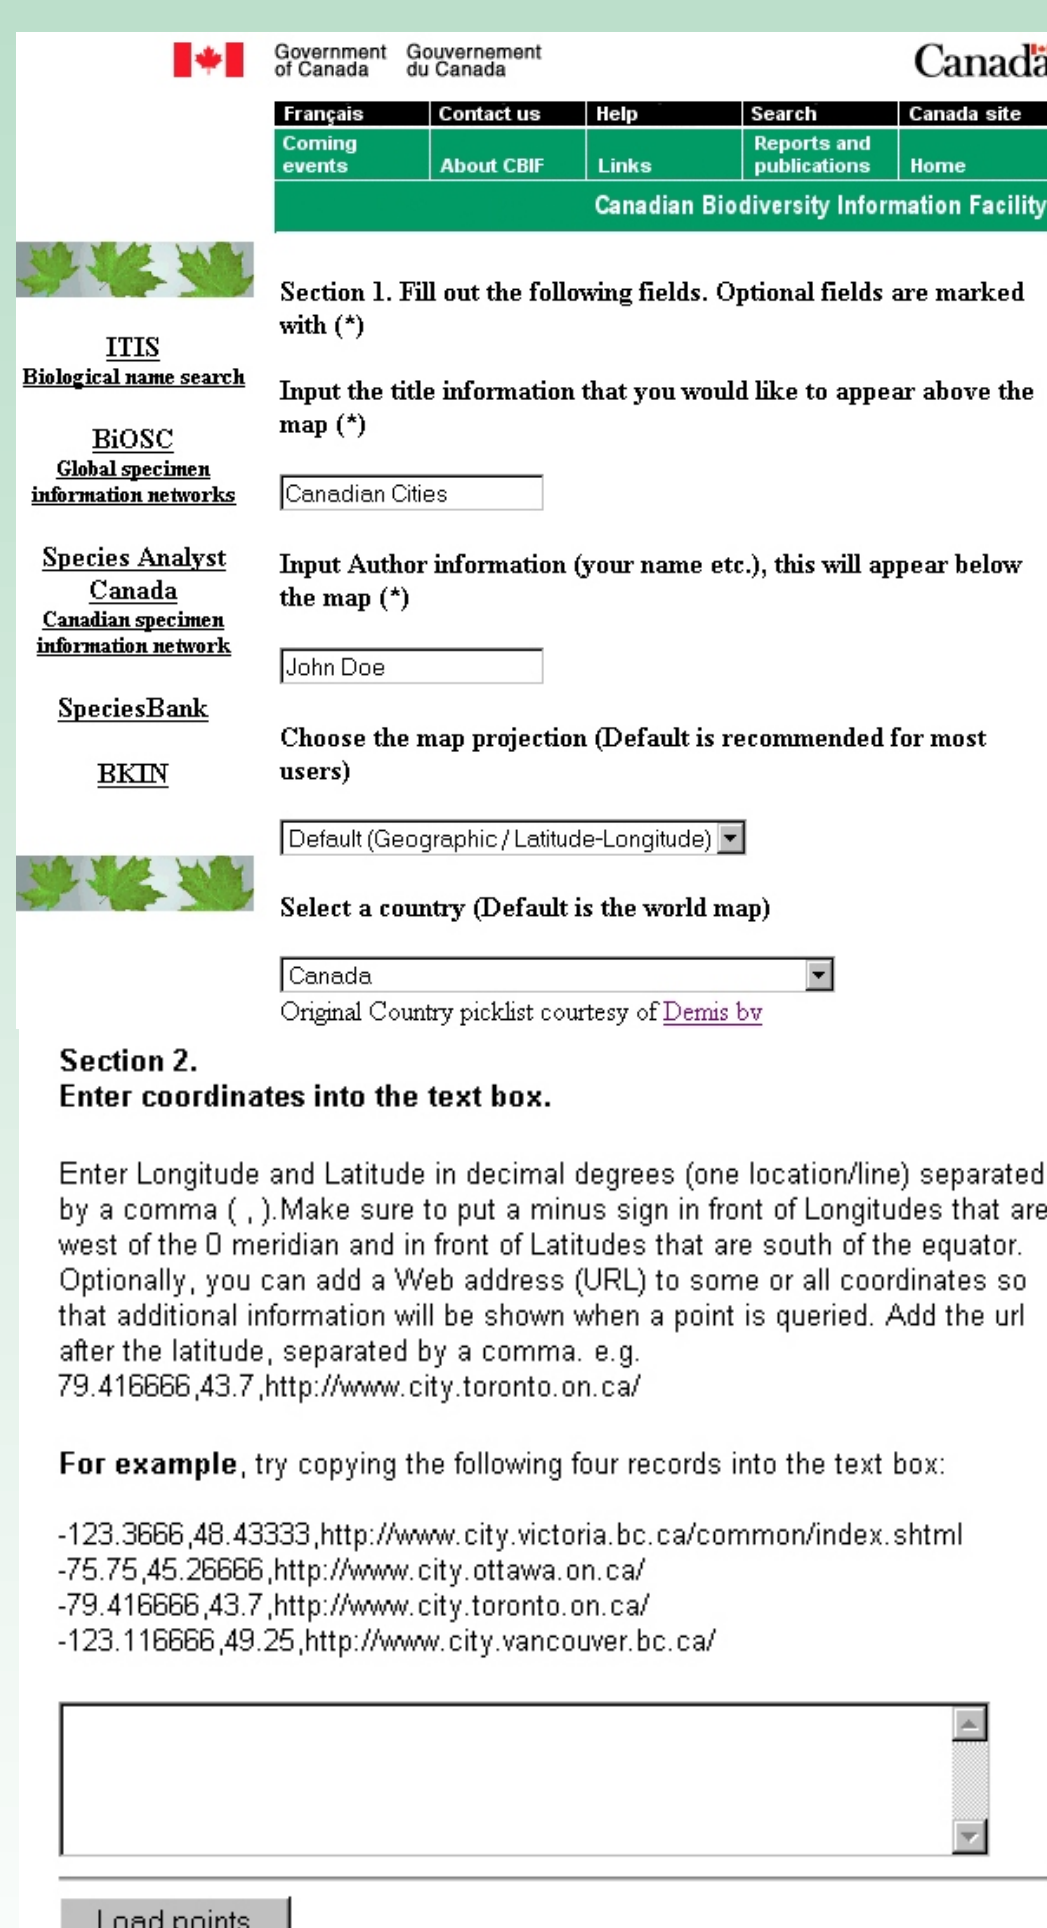 Government Gouvernement
of Canada du Canada
Canada
Français Contact us Help Search Canada site
Coming events About CBIF Links Reports and publications Home
Canadian Biodiversity Information Facility
ITIS
Biological name search
BiOSC
Global specimen
information networks
Species Analyst
Canada
Canadian specimen
information network
SpeciesBank
BKIN
Section 1. Fill out the following fields. Optional fields are marked
with (*)
Input the title information that you would like to appear above the
map (*)
Canadian Cities
Input Author information (your name etc.), this will appear below
the map (*)
John Doe
Choose the map projection (Default is recommended for most
users)
Default (Geographic / Latitude-Longitude)
Select a country (Default is the world map)
Canada
Original Country picklist courtesy of Demis bv
Section 2.
Enter coordinates into the text box.
Enter Longitude and Latitude in decimal degrees (one location/line) separated
by a comma ( , ).Make sure to put a minus sign in front of Longitudes that are
west of the 0 meridian and in front of Latitudes that are south of the equator.
Optionally, you can add a Web address (URL) to some or all coordinates so
that additional information will be shown when a point is queried. Add the url
after the latitude, separated by a comma. e.g.
79.416666,43.7,http://www.city.toronto.on.ca/
For example, try copying the following four records into the text box:
-123.3666,48.43333,http://www.city.victoria.bc.ca/common/index.shtml
-75.75,45.26666,http://www.city.ottawa.on.ca/
-79.416666,43.7,http://www.city.toronto.on.ca/
-123.116666,49.25,http://www.city.vancouver.bc.ca/
Load points